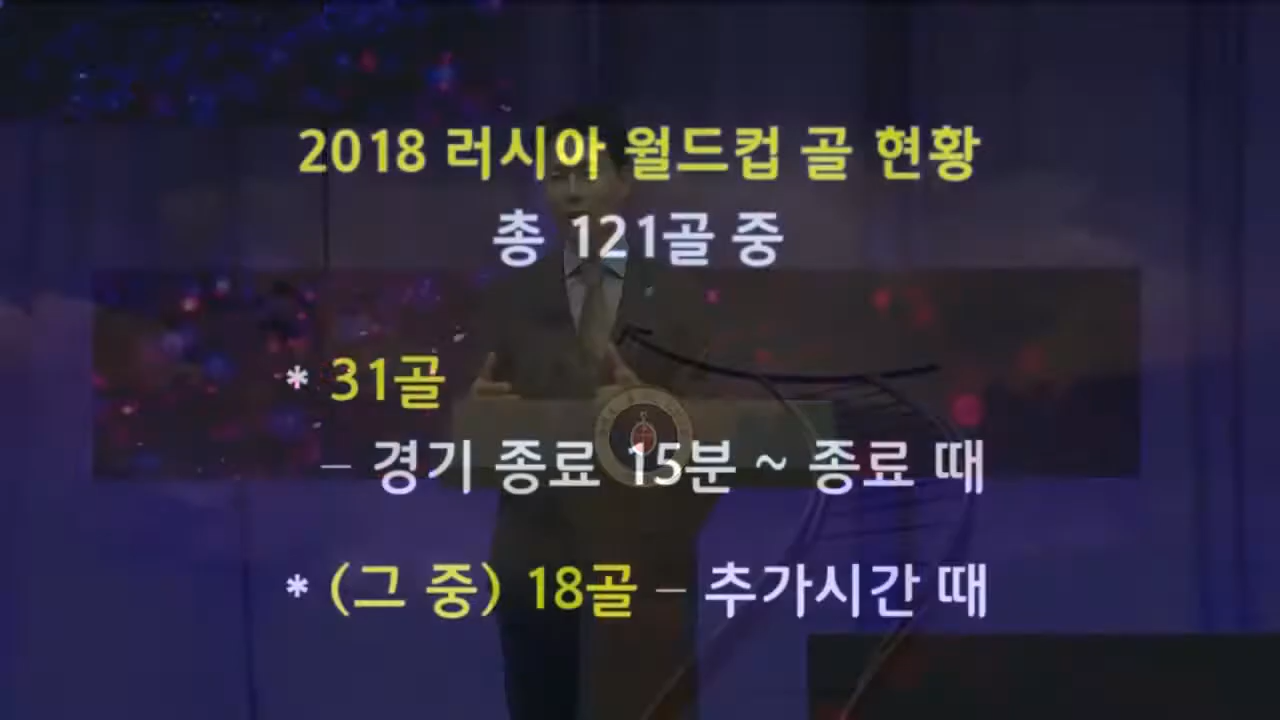 2018 러시아 월드컵 골 현황
총 121골 중
* 31골
– 경기 종료 15분 ~ 종료 때
* (그 중) 18골 – 추가시간 때